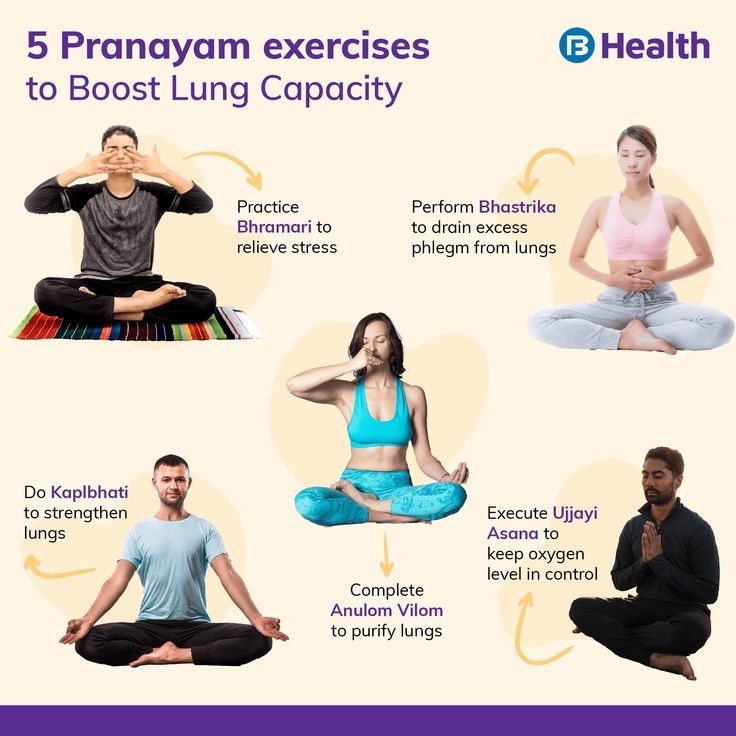 5 Pranayam exercises
to Boost Lung Capacity
B Health
Practice
Bhramari to
relieve stress
Perform Bhastrika
to drain excess
phlegm from lungs
Do Kaplbhati
to strengthen
lungs
Complete
Anulom Vilom
to purify lungs
Execute Ujjayi
Asana to
keep oxygen
level in control